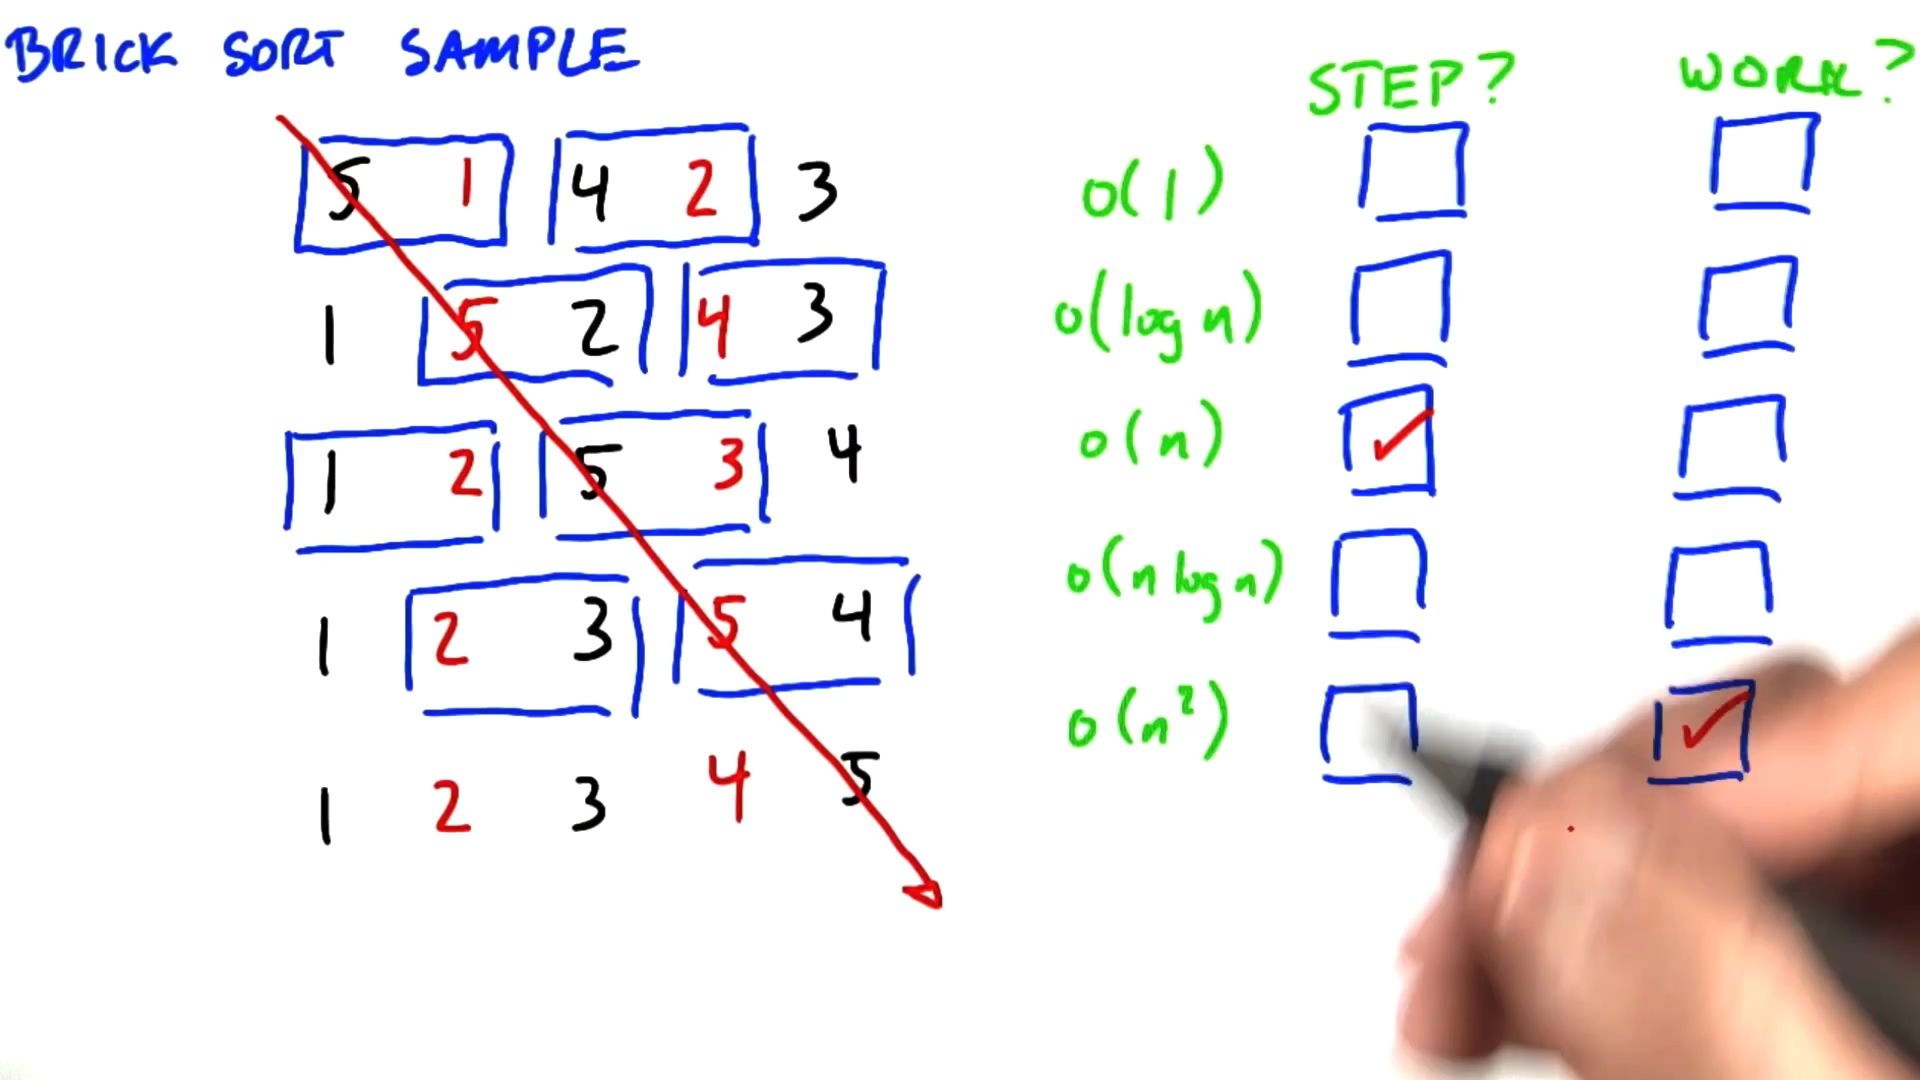 BRICK SORT SAMPLE
STEP? WORK?
5 1 4 2 3
O(1)
1 5 2 4 3
O(log n)
1 2 5 3 4
O(n)
1 2 3 5 4
O(n log n)
1 2 3 4 5
O(n²)